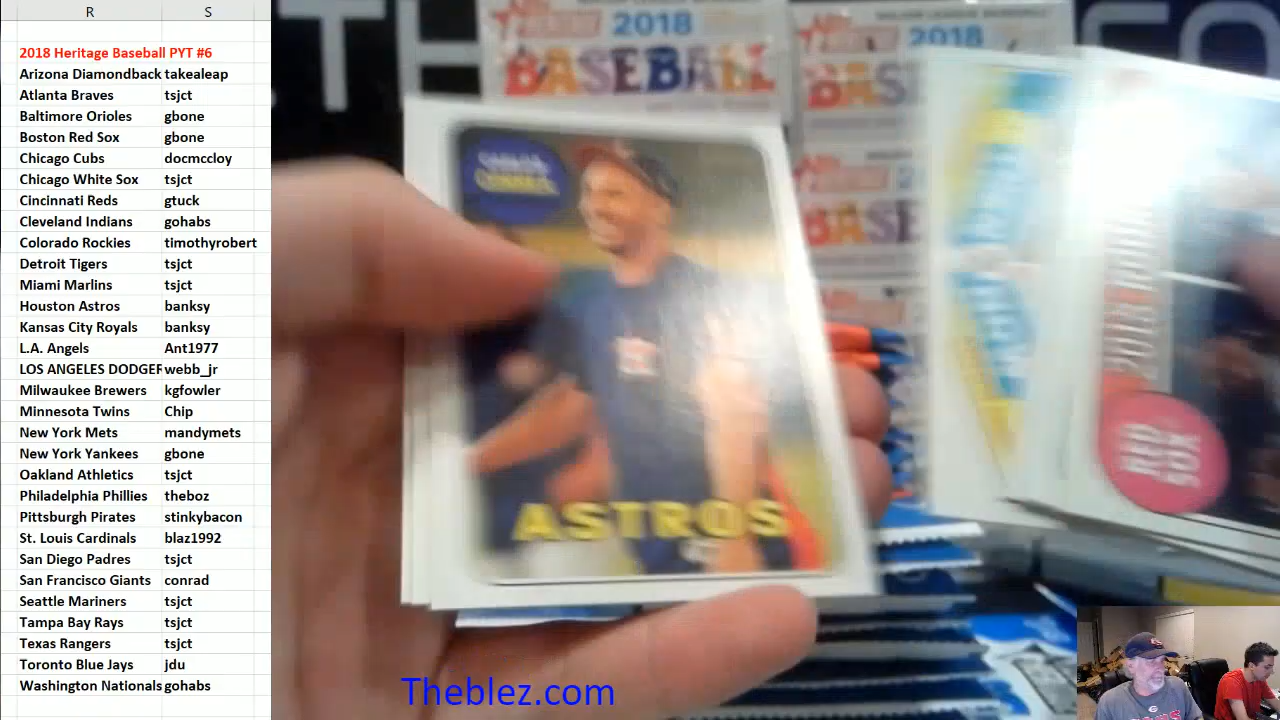 R S
2018 Heritage Baseball PYT #6
Arizona Diamondback takealeap
Atlanta Braves tsjct
Baltimore Orioles gbone
Boston Red Sox gbone
Chicago Cubs docmccloy
Chicago White Sox tsjct
Cincinnati Reds gtuck
Cleveland Indians gohabs
Colorado Rockies timothyrobert
Detroit Tigers tsjct
Miami Marlins tsjct
Houston Astros banksy
Kansas City Royals banksy
L.A. Angels Ant1977
LOS ANGELES DODGER webb_jr
Milwaukee Brewers kgfowler
Minnesota Twins Chip
New York Mets mandymets
New York Yankees gbone
Oakland Athletics tsjct
Philadelphia Phillies theboz
Pittsburgh Pirates stinkybacon
St. Louis Cardinals blaz1992
San Diego Padres tsjct
San Francisco Giants conrad
Seattle Mariners tsjct
Tampa Bay Rays tsjct
Texas Rangers tsjct
Toronto Blue Jays jdu
Washington Nationals gohabs
2018
BASEBALL
2018
BASEBALL
ASTROS
RED SOX
Theblez.com